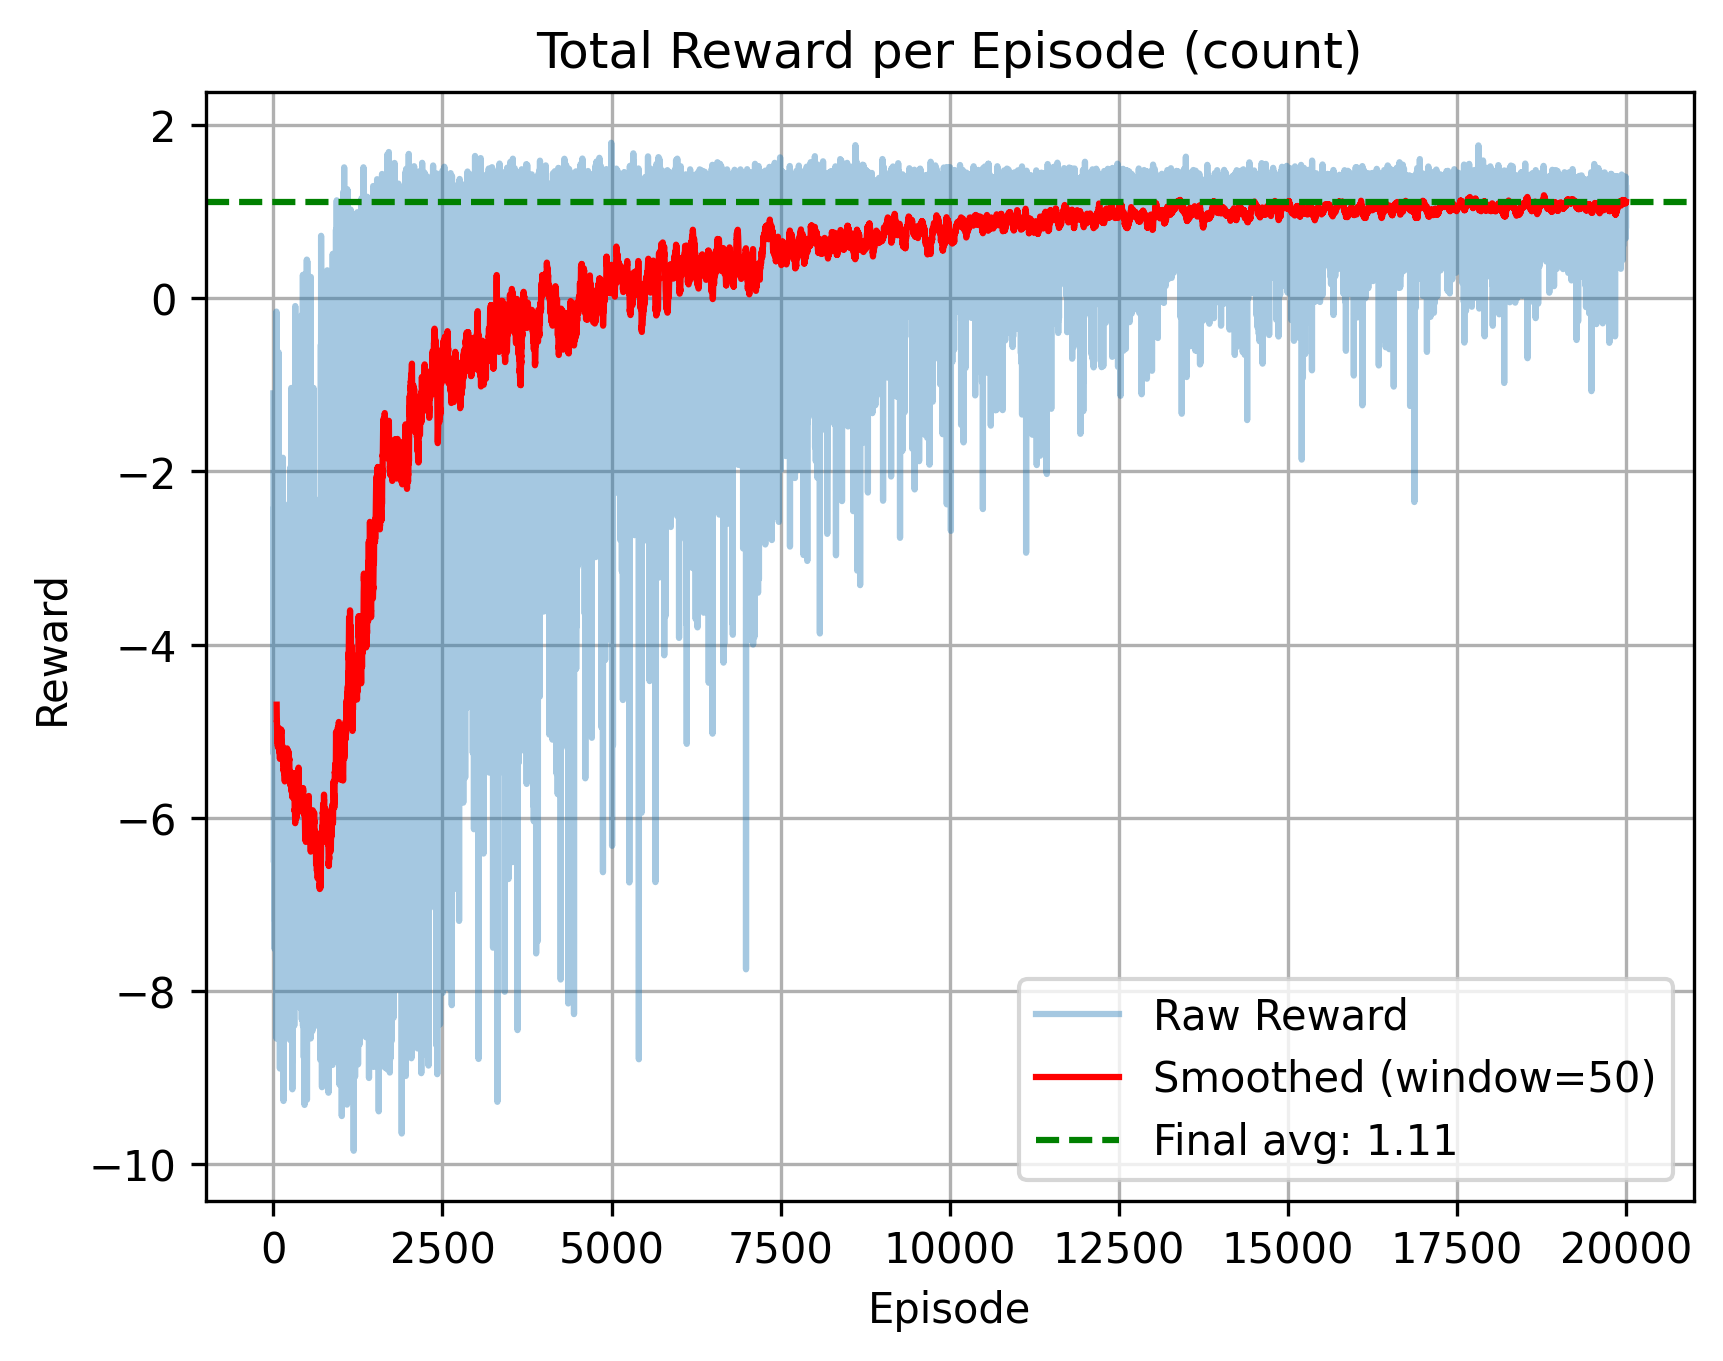 Total Reward per Episode (count)
2
0
−2
−4
−6
−8
−10
Reward
Raw Reward
Smoothed (window=50)
Final avg: 1.11
0 2500 5000 7500 10000 12500 15000 17500 20000
Episode